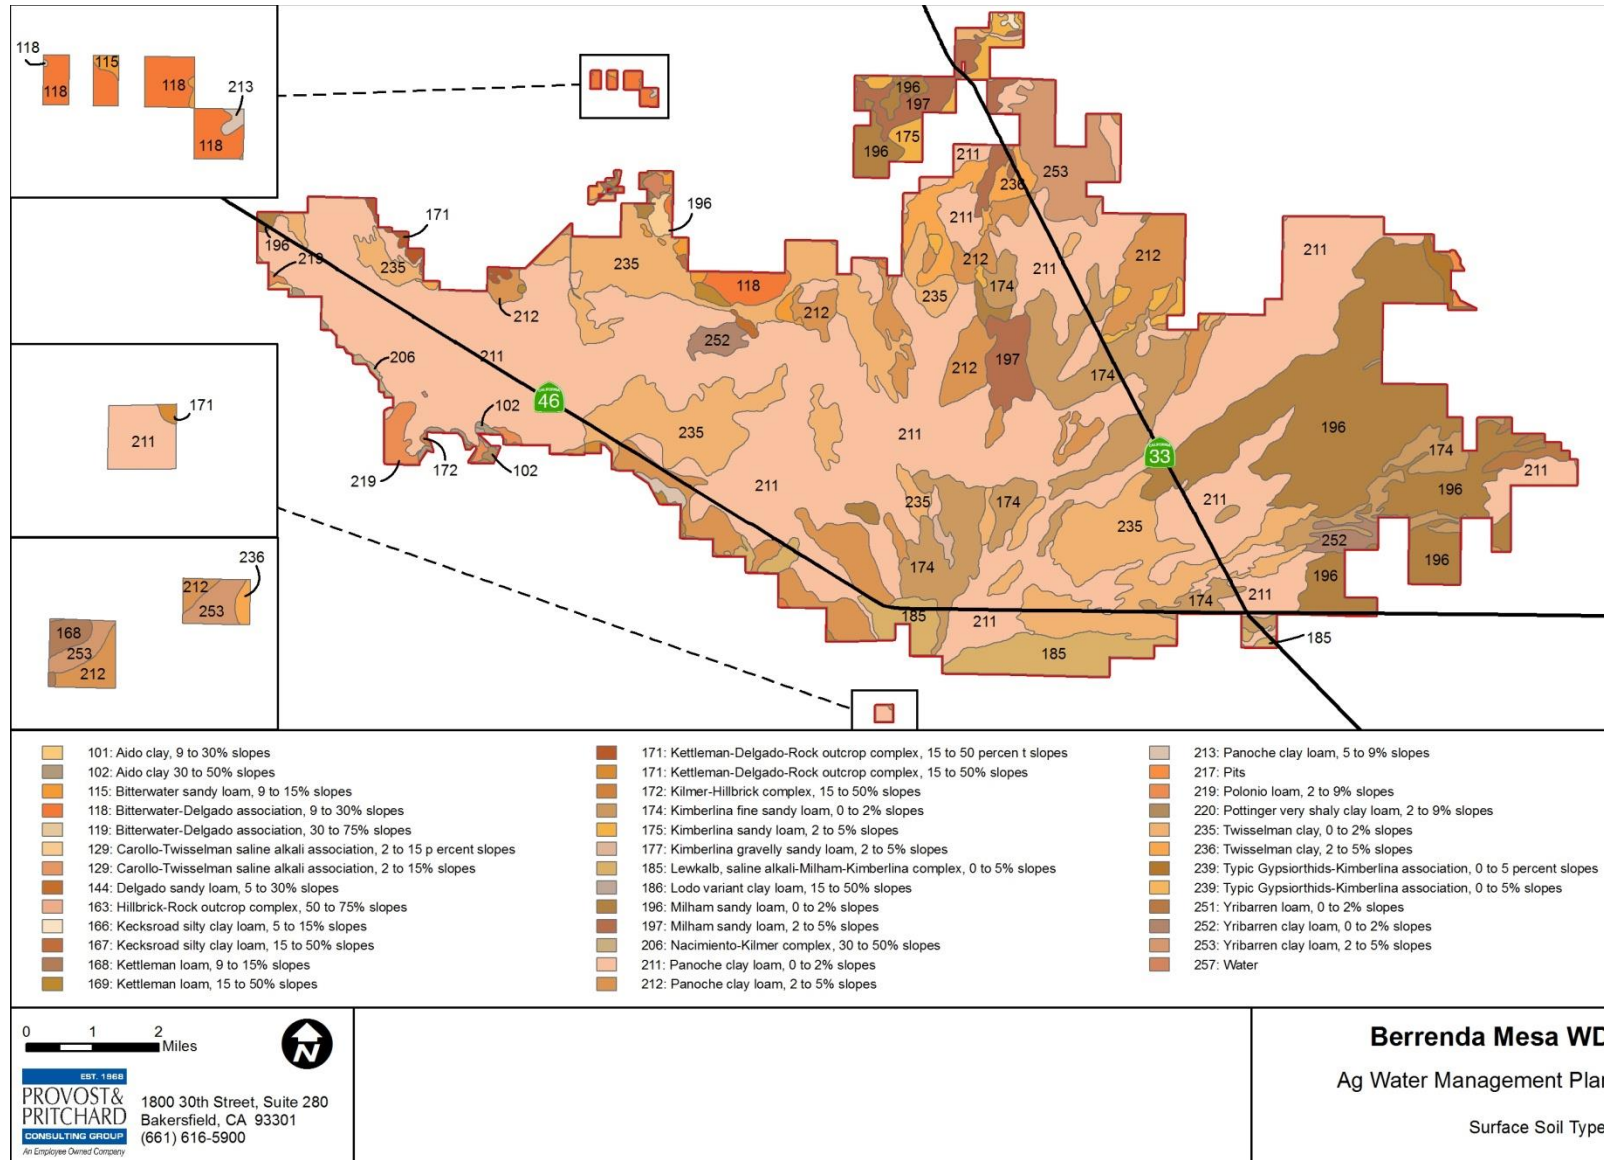 118
118
115
118
213
118
171
211
236
212
253
168
253
212
196
197
175
196
211
236
253
211
212
211
212
174
211
235
196
171
196
219
235
235
118
212
212
252
197
212
174
206
211
CALIFORNIA
46
102
235
211
196
CALIFORNIA
33
174
211
196
219
172
102
211
235
174
235
211
252
196
174
196
174
211
185
211
185
185
101: Aido clay, 9 to 30% slopes
102: Aido clay 30 to 50% slopes
115: Bitterwater sandy loam, 9 to 15% slopes
118: Bitterwater-Delgado association, 9 to 30% slopes
119: Bitterwater-Delgado association, 30 to 75% slopes
129: Carollo-Twisselman saline alkali association, 2 to 15 p ercent slopes
129: Carollo-Twisselman saline alkali association, 2 to 15% slopes
144: Delgado sandy loam, 5 to 30% slopes
163: Hillbrick-Rock outcrop complex, 50 to 75% slopes
166: Kecksroad silty clay loam, 5 to 15% slopes
167: Kecksroad silty clay loam, 15 to 50% slopes
168: Kettleman loam, 9 to 15% slopes
169: Kettleman loam, 15 to 50% slopes
171: Kettleman-Delgado-Rock outcrop complex, 15 to 50 percen t slopes
171: Kettleman-Delgado-Rock outcrop complex, 15 to 50% slopes
172: Kilmer-Hillbrick complex, 15 to 50% slopes
174: Kimberlina fine sandy loam, 0 to 2% slopes
175: Kimberlina sandy loam, 2 to 5% slopes
177: Kimberlina gravelly sandy loam, 2 to 5% slopes
185: Lewkalb, saline alkali-Milham-Kimberlina complex, 0 to 5% slopes
186: Lodo variant clay loam, 15 to 50% slopes
196: Milham sandy loam, 0 to 2% slopes
197: Milham sandy loam, 2 to 5% slopes
206: Nacimiento-Kilmer complex, 30 to 50% slopes
211: Panoche clay loam, 0 to 2% slopes
212: Panoche clay loam, 2 to 5% slopes
213: Panoche clay loam, 5 to 9% slopes
217: Pits
219: Polonio loam, 2 to 9% slopes
220: Pottinger very shaly clay loam, 2 to 9% slopes
235: Twisselman clay, 0 to 2% slopes
236: Twisselman clay, 2 to 5% slopes
239: Typic Gypsiorthids-Kimberlina association, 0 to 5 percent slopes
239: Typic Gypsiorthids-Kimberlina association, 0 to 5% slopes
251: Yribarren loam, 0 to 2% slopes
252: Yribarren clay loam, 0 to 2% slopes
253: Yribarren clay loam, 2 to 5% slopes
257: Water
0 1 2
Miles
N
EST. 1968
PROVOST&
PRITCHARD
CONSULTING GROUP
An Employee Owned Company
1800 30th Street, Suite 280
Bakersfield, CA 93301
(661) 616-5900
Berrenda Mesa WD
Ag Water Management Plan
Surface Soil Type